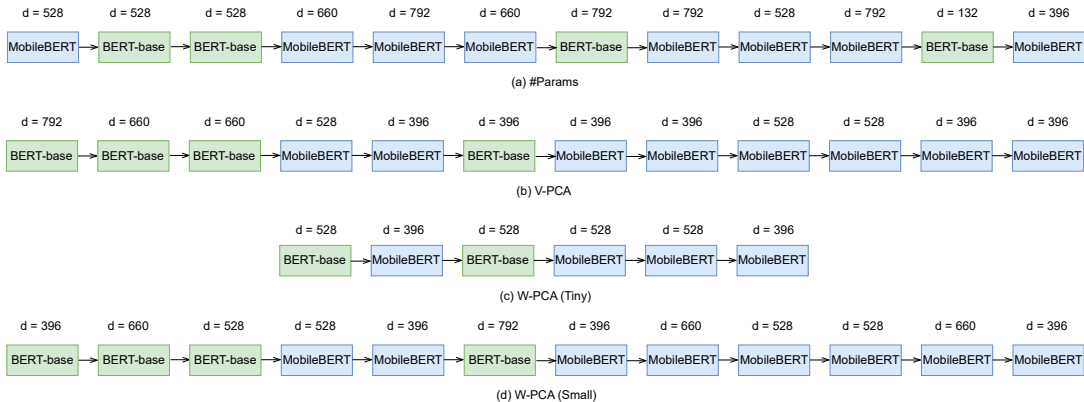 d = 528 d = 528 d = 528 d = 660 d = 792 d = 660 d = 792 d = 792 d = 528 d = 792 d = 132 d = 396
MobileBERT BERT-base BERT-base MobileBERT MobileBERT MobileBERT BERT-base MobileBERT MobileBERT MobileBERT BERT-base MobileBERT
(a) #Params
d = 792 d = 660 d = 660 d = 528 d = 396 d = 396 d = 396 d = 396 d = 528 d = 528 d = 396 d = 396
BERT-base BERT-base BERT-base MobileBERT MobileBERT BERT-base MobileBERT MobileBERT MobileBERT MobileBERT MobileBERT MobileBERT
(b) V-PCA
d = 528 d = 396 d = 528 d = 528 d = 528 d = 396
BERT-base MobileBERT BERT-base MobileBERT MobileBERT MobileBERT
(c) W-PCA (Tiny)
d = 396 d = 660 d = 528 d = 528 d = 396 d = 792 d = 396 d = 660 d = 528 d = 528 d = 660 d = 396
BERT-base BERT-base BERT-base MobileBERT MobileBERT BERT-base MobileBERT MobileBERT MobileBERT MobileBERT MobileBERT MobileBERT
(d) W-PCA (Small)